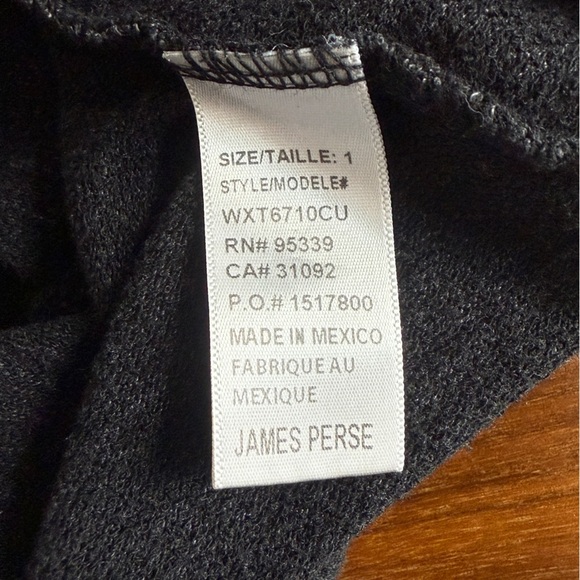 SIZE/TAILLE: 1
STYLE/MODELE#
WXT6710CU
RN# 95339
CA# 31092
P.O.# 1517800
MADE IN MEXICO
FABRIQUE AU
MEXIQUE
JAMES PERSE